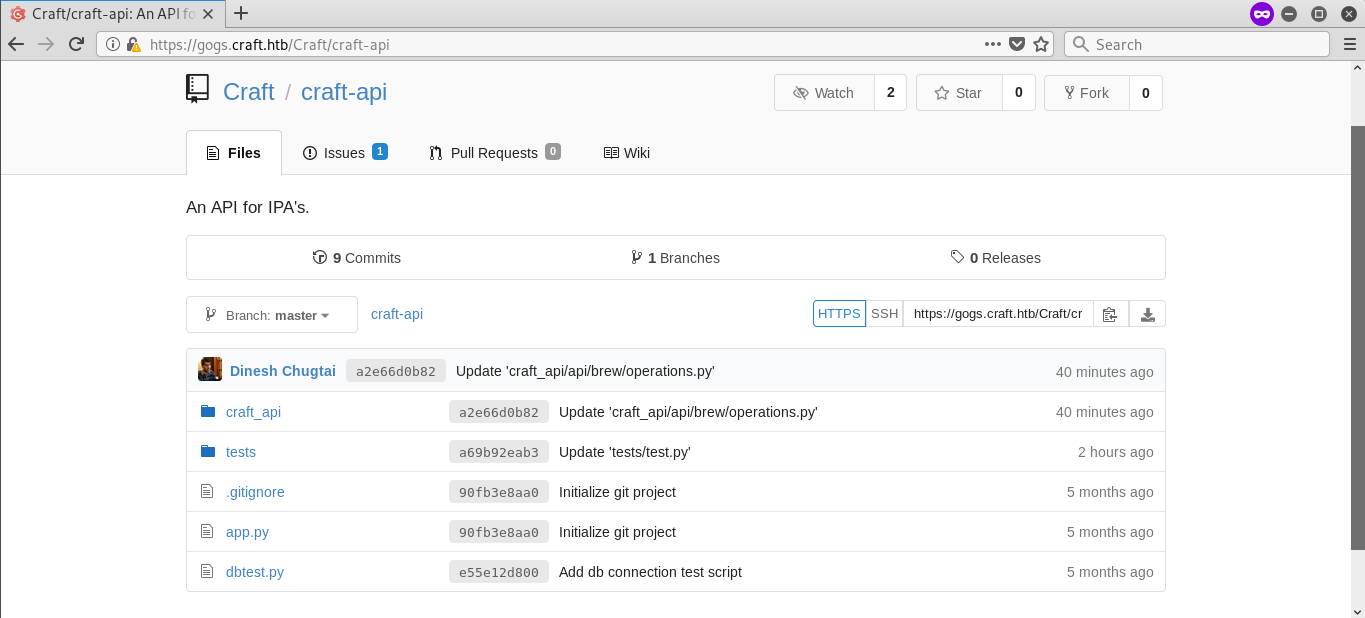 Craft/craft-api: An API fo
https://gogs.craft.htb/Craft/craft-api
Search
Craft / craft-api
Watch 2 Star 0 Fork 0
Files Issues 1 Pull Requests 0 Wiki
An API for IPA's.
9 Commits 1 Branches 0 Releases
Branch: master craft-api HTTPS SSH https://gogs.craft.htb/Craft/cr
Dinesh Chugtai a2e66d0b82 Update 'craft_api/api/brew/operations.py' 40 minutes ago
craft_api a2e66d0b82 Update 'craft_api/api/brew/operations.py' 40 minutes ago
tests a69b92eab3 Update 'tests/test.py' 2 hours ago
.gitignore 90fb3e8aa0 Initialize git project 5 months ago
app.py 90fb3e8aa0 Initialize git project 5 months ago
dbtest.py e55e12d800 Add db connection test script 5 months ago